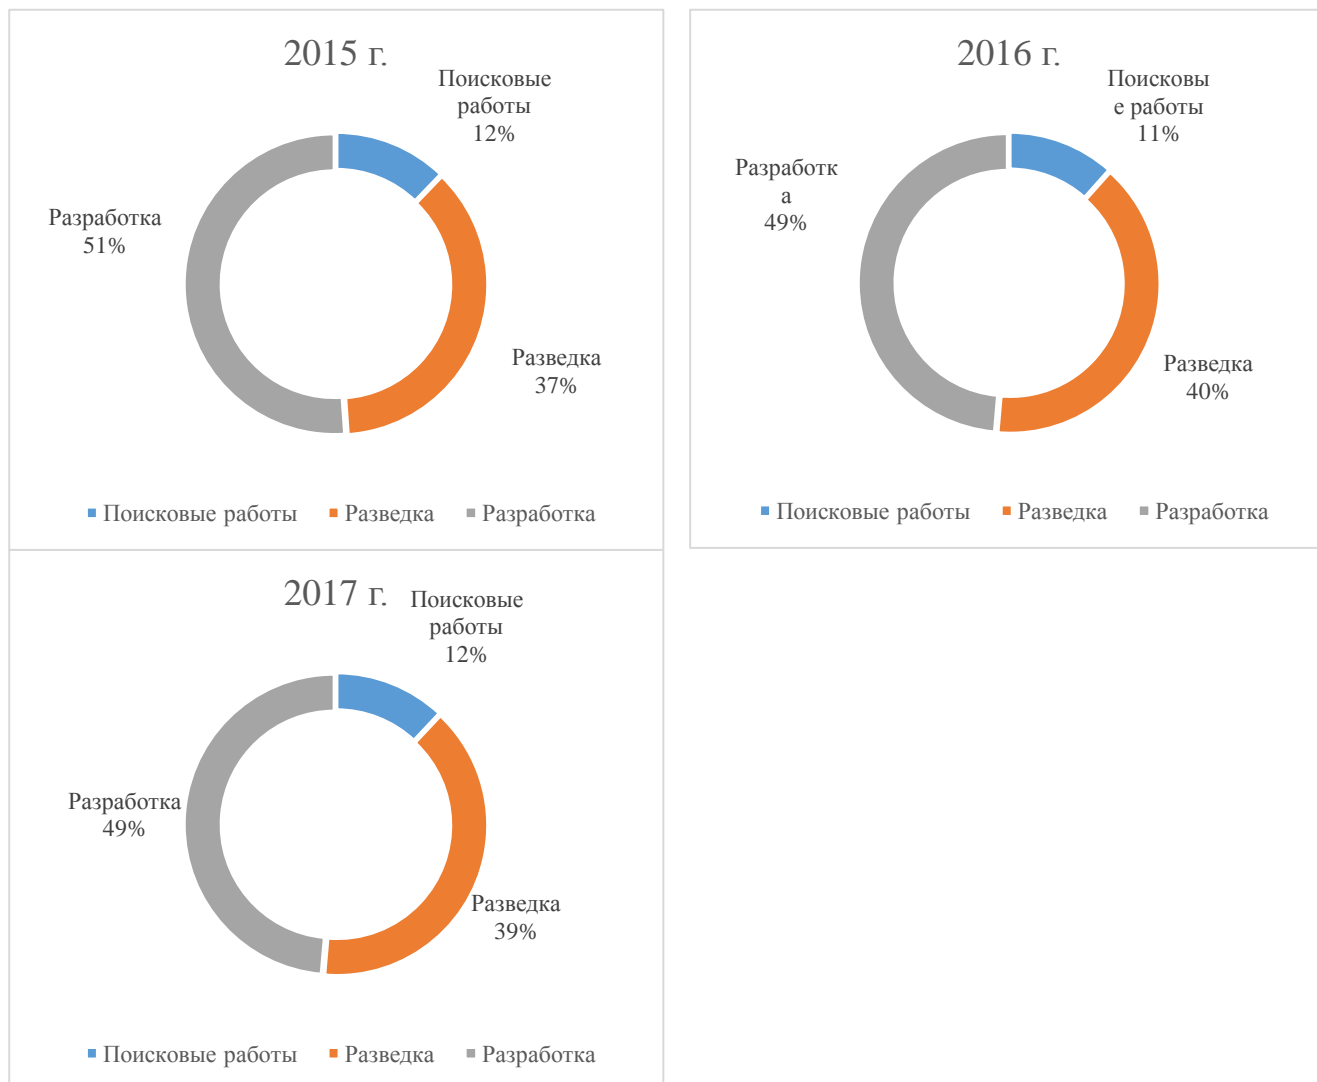 2015 г.
Поисковые
работы
12%
Разработка
51%
Разведка
37%
Поисковые работы Разведка Разработка
2016 г.
Поисковы
е работы
11%
Разработк
а
49%
Разведка
40%
Поисковые работы Разведка Разработка
2017 г.
Поисковые
работы
12%
Разработка
49%
Разведка
39%
Поисковые работы Разведка Разработка